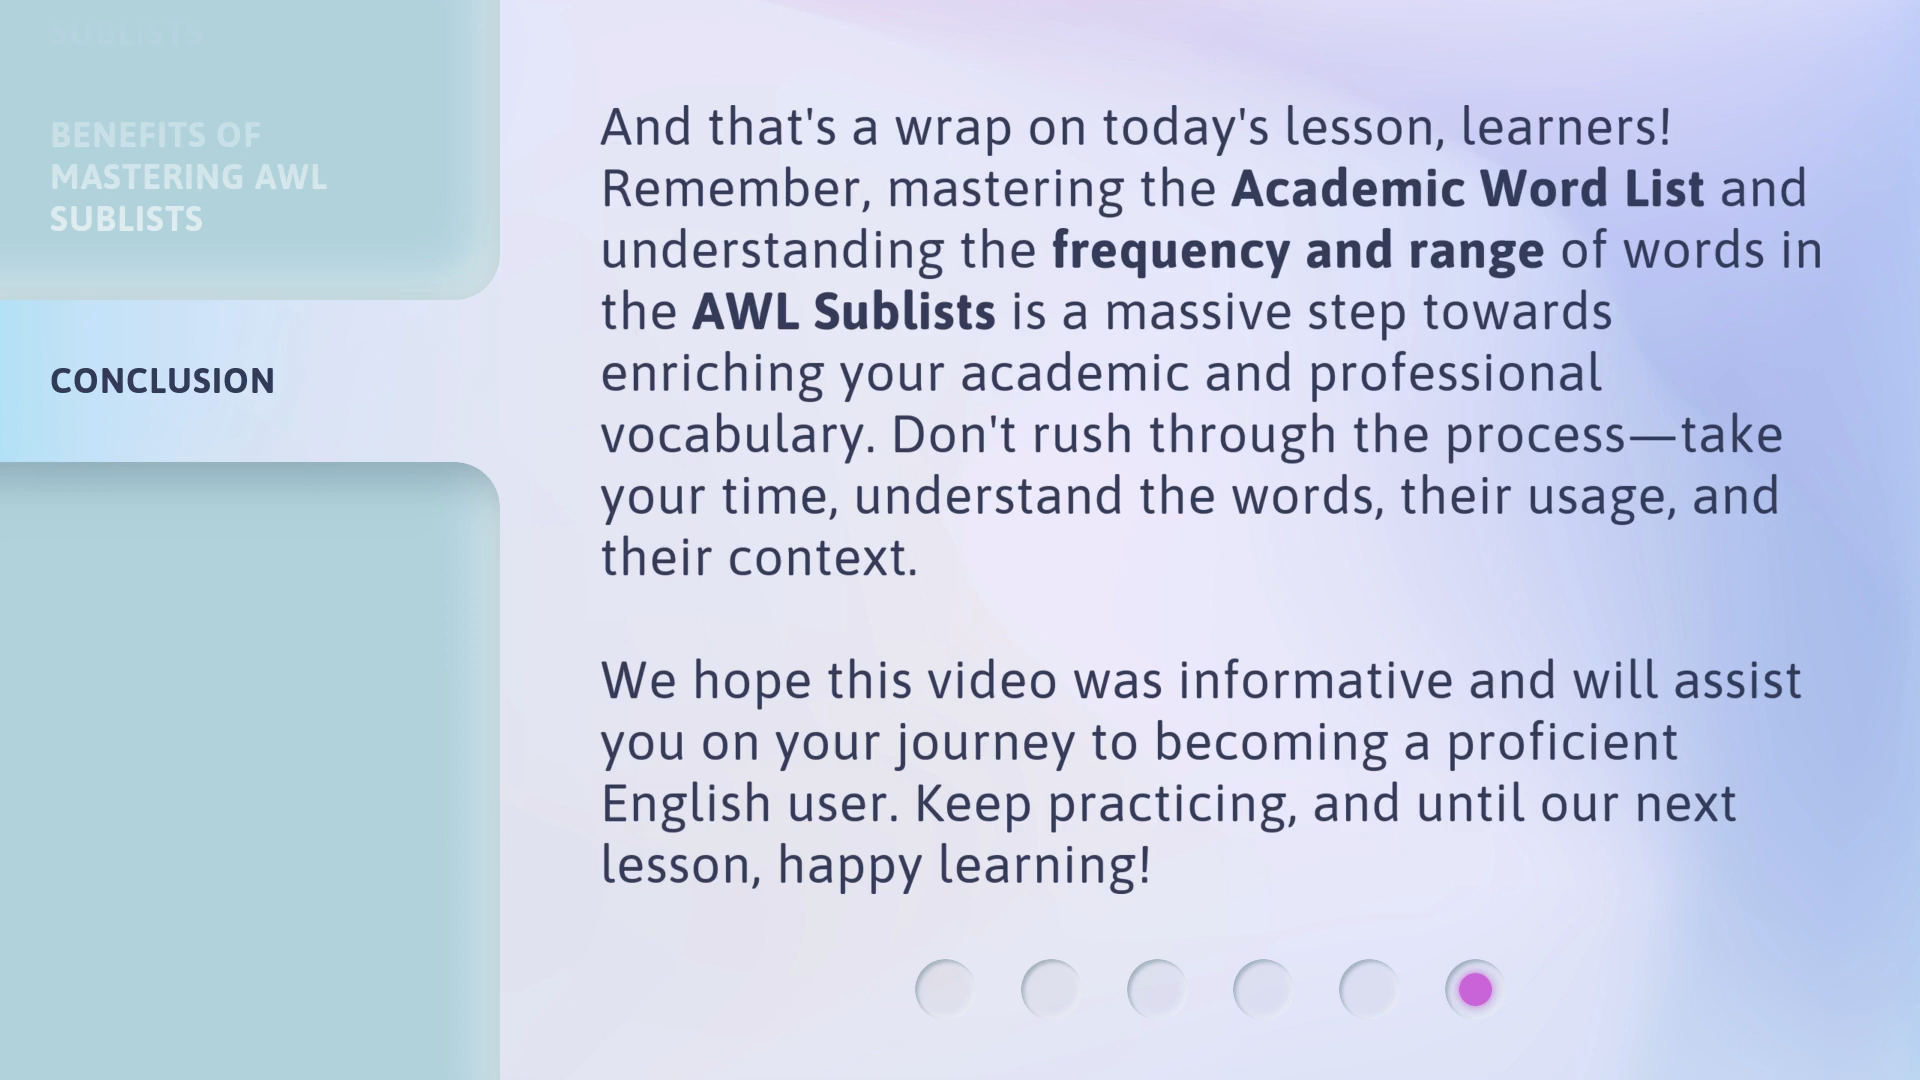 SUBLISTS
BENEFITS OF
MASTERING AWL
SUBLISTS
CONCLUSION
And that's a wrap on today's lesson, learners!
Remember, mastering the Academic Word List and
understanding the frequency and range of words in
the AWL Sublists is a massive step towards
enriching your academic and professional
vocabulary. Don't rush through the process—take
your time, understand the words, their usage, and
their context.
We hope this video was informative and will assist
you on your journey to becoming a proficient
English user. Keep practicing, and until our next
lesson, happy learning!